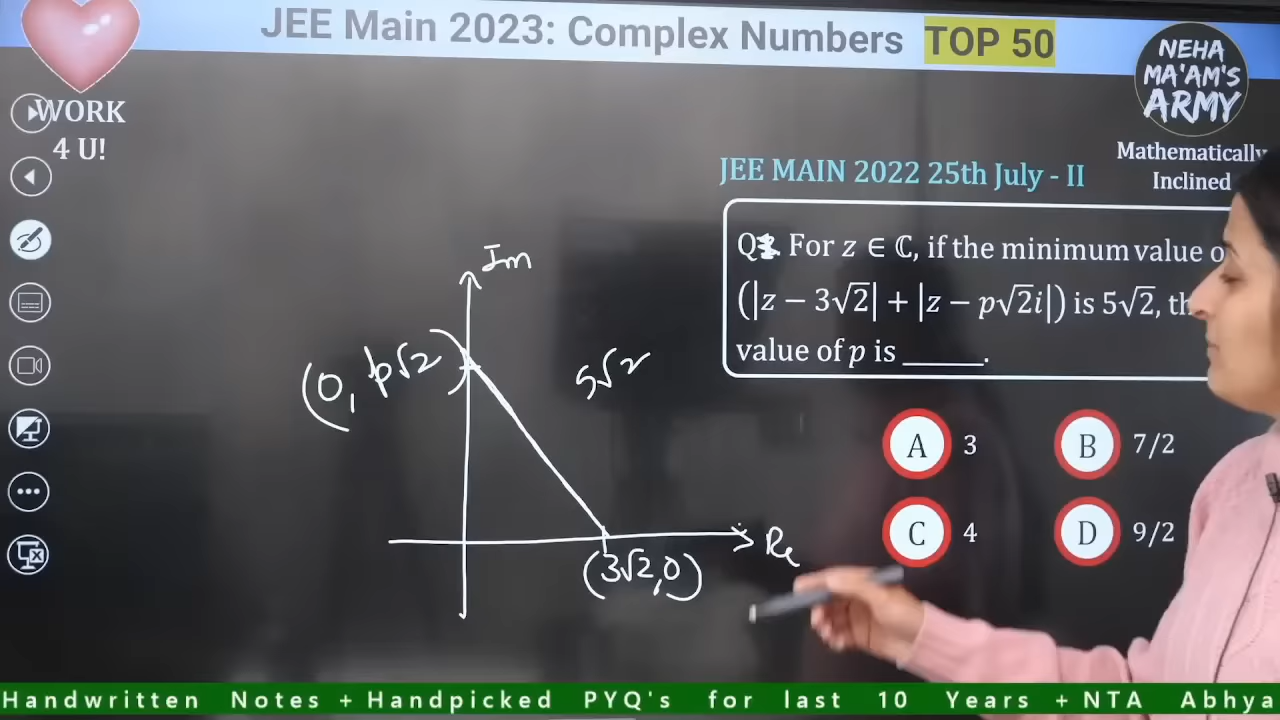 JEE Main 2023: Complex Numbers TOP 50
WORK
4 U!
NEHA
MA'AM'S
ARMY
Mathematically
Inclined
JEE MAIN 2022 25th July - II
For z ∈ ℂ, if the minimum value
(|z − 3√2| + |z − p√2i|) is 5√2,
value of p is ______.
A 3
B 7/2
C 4
D 9/2
Im
(0, p√2)
5√2
Re
(3√2,0)
Handwritten Notes + Handpicked PYQ's for last 10 Years + NTA Abhya